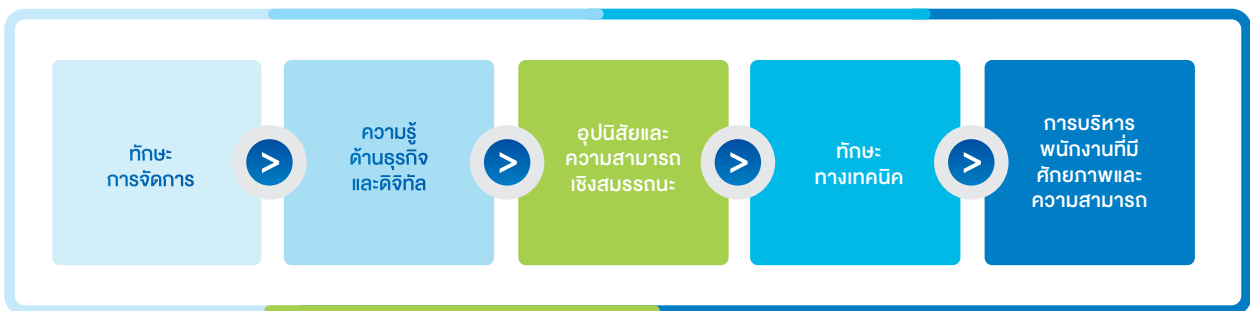 ทักษะ
การจัดการ
>
ความรู้
ด้านธุรกิจ
และดิจิทัล
>
อุปนิสัยและ
ความสามารถ
เชิงสมรรถนะ
>
ทักษะ
ทางเทคนิค
>
การบริหาร
พนักงานที่มี
ศักยภาพและ
ความสามารถ